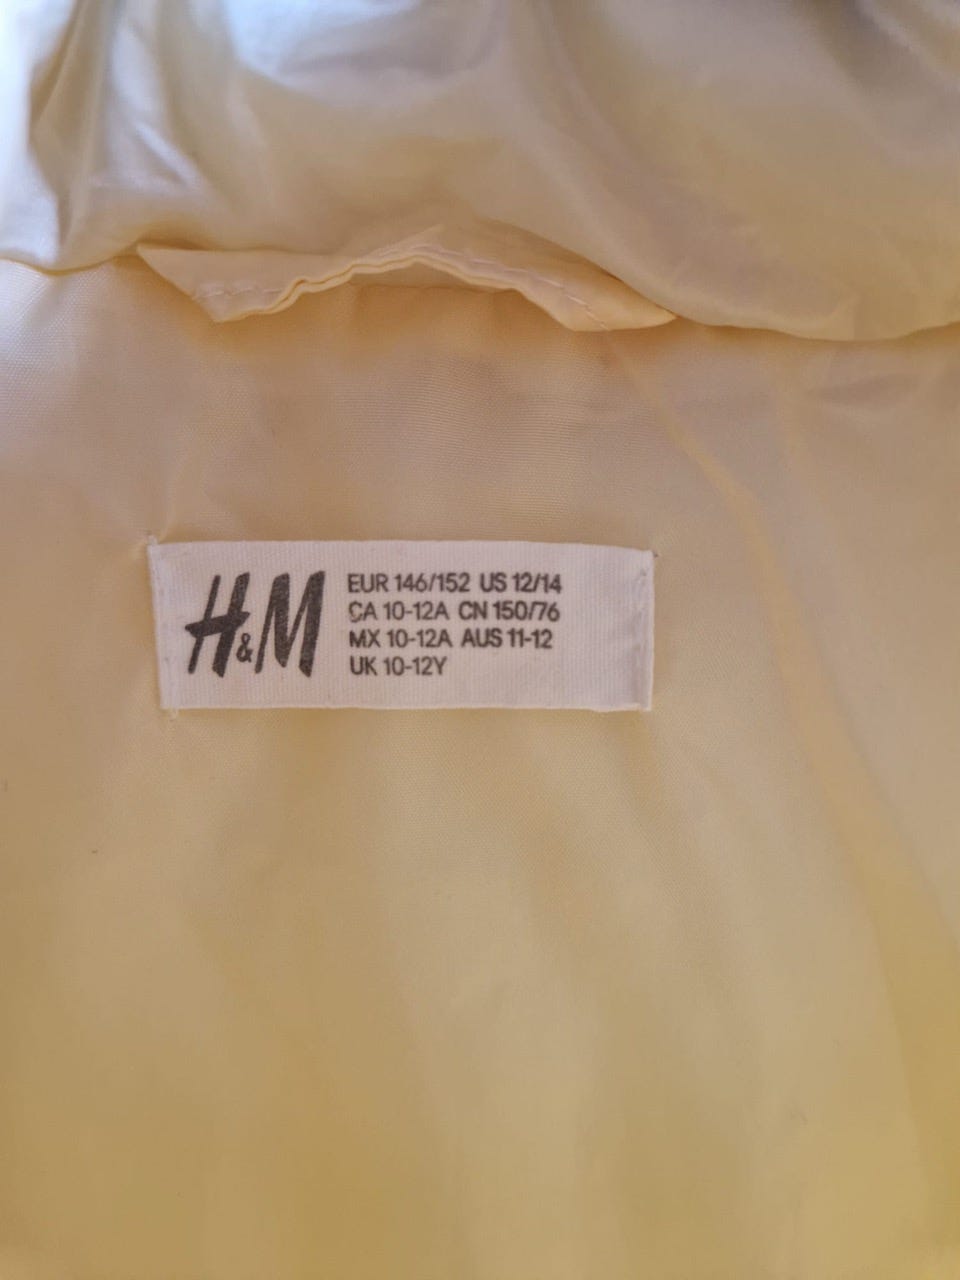 H&M
EUR 146/152 US 12/14
CA 10-12A CN 150/76
MX 10-12A AUS 11-12
UK 10-12Y